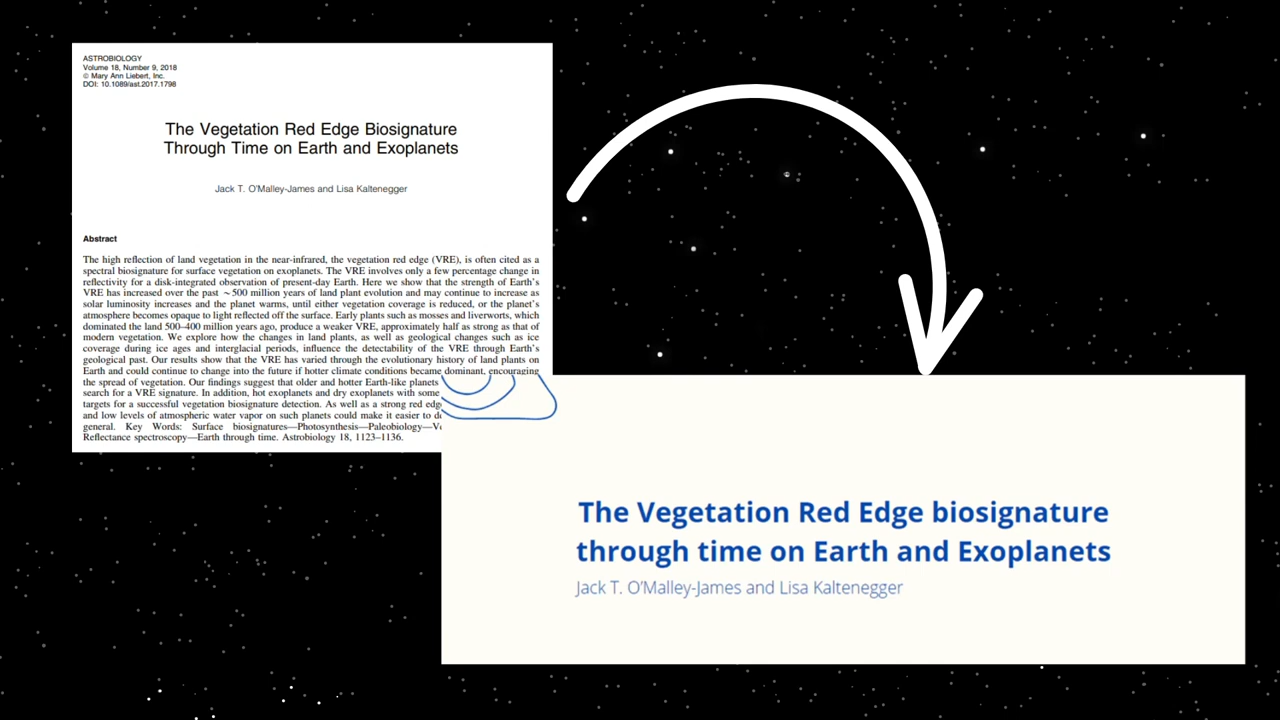 ASTROBIOLOGY
Volume 18, Number 9, 2018
© Mary Ann Liebert, Inc.
DOI: 10.1089/ast.2017.1798
The Vegetation Red Edge Biosignature
Through Time on Earth and Exoplanets
Jack T. O'Malley-James and Lisa Kaltenegger
Abstract
The high reflection of land vegetation in the near-infrared, the vegetation red edge (VRE), is often cited as a
spectral biosignature for surface vegetation on exoplanets. The VRE involves only a few percentage change in
reflectivity for a disk-integrated observation of present-day Earth. Here we show that the strength of Earth's
VRE has increased over the past ~500 million years of land plant evolution and may continue to increase as
solar luminosity increases and the planet warms, until either vegetation coverage is reduced, or the planet's
atmosphere becomes opaque to light reflected off the surface. Early plants such as mosses and liverworts, which
dominated the land 500–400 million years ago, produce a weaker VRE, approximately half as strong as that of
modern vegetation. We explore how the changes in land plants, as well as geological changes such as ice
coverage during ice ages and interglacial periods, influence the detectability of the VRE through Earth's
geological past. Our results show that the VRE has varied through the evolutionary history of land plants on
Earth and could continue to change into the future if hotter climate conditions became dominant, encouraging
the spread of vegetation. Our findings suggest that older and hotter Earth-like planets
search for a VRE signature. In addition, hot exoplanets and dry exoplanets with some
targets for a successful vegetation biosignature detection. As well as a strong red edge
and low levels of atmospheric water vapor on such planets could make it easier to
general. Key Words: Surface biosignatures—Photosynthesis—Paleobiology—
Reflectance spectroscopy—Earth through time. Astrobiology 18, 1123–1136.
The Vegetation Red Edge biosignature
through time on Earth and Exoplanets
Jack T. O'Malley-James and Lisa Kaltenegger